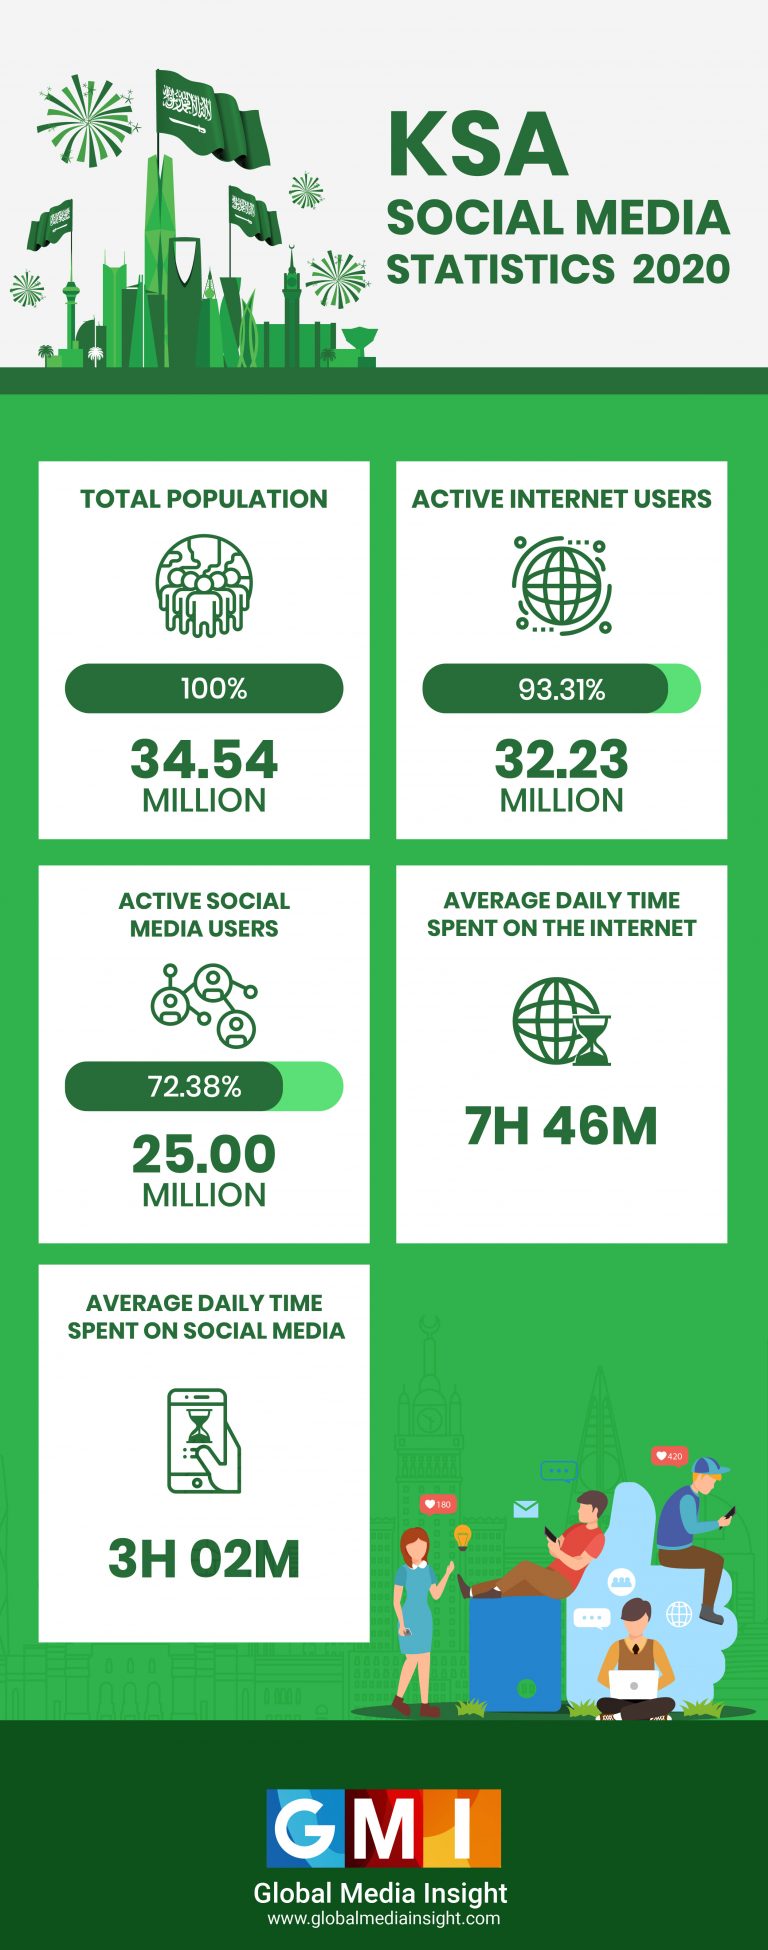 KSA
SOCIAL MEDIA
STATISTICS 2020
TOTAL POPULATION
100%
34.54
MILLION
ACTIVE INTERNET USERS
93.31%
32.23
MILLION
ACTIVE SOCIAL
MEDIA USERS
72.38%
25.00
MILLION
AVERAGE DAILY TIME
SPENT ON THE INTERNET
7H 46M
AVERAGE DAILY TIME
SPENT ON SOCIAL MEDIA
3H 02M
420
180
GMI
Global Media Insight
www.globalmediainsight.com